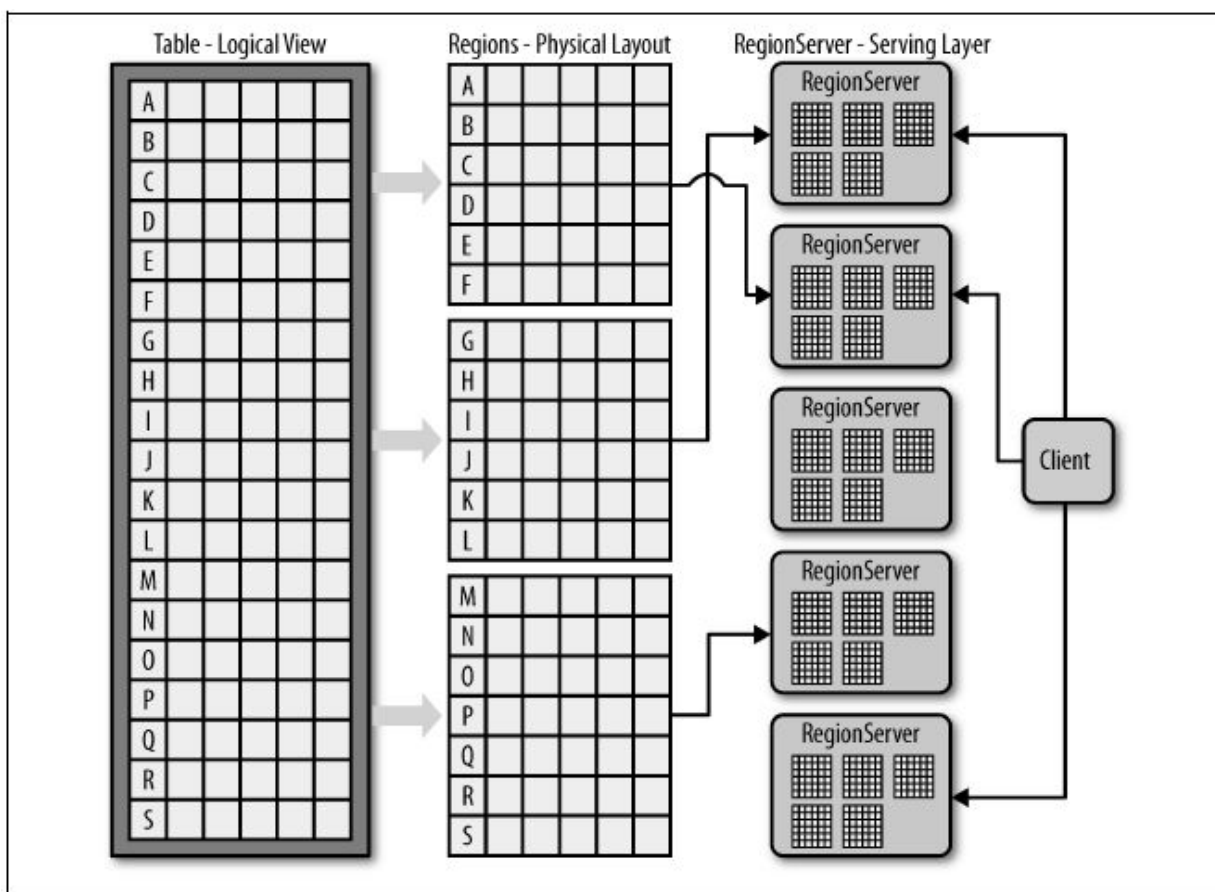 Table - Logical View
A
B
C
D
E
F
G
H
I
J
K
L
M
N
O
P
Q
R
S
Regions - Physical Layout
A
B
C
D
E
F
G
H
I
J
K
L
M
N
O
P
Q
R
S
RegionServer - Serving Layer
RegionServer
RegionServer
RegionServer
RegionServer
RegionServer
Client